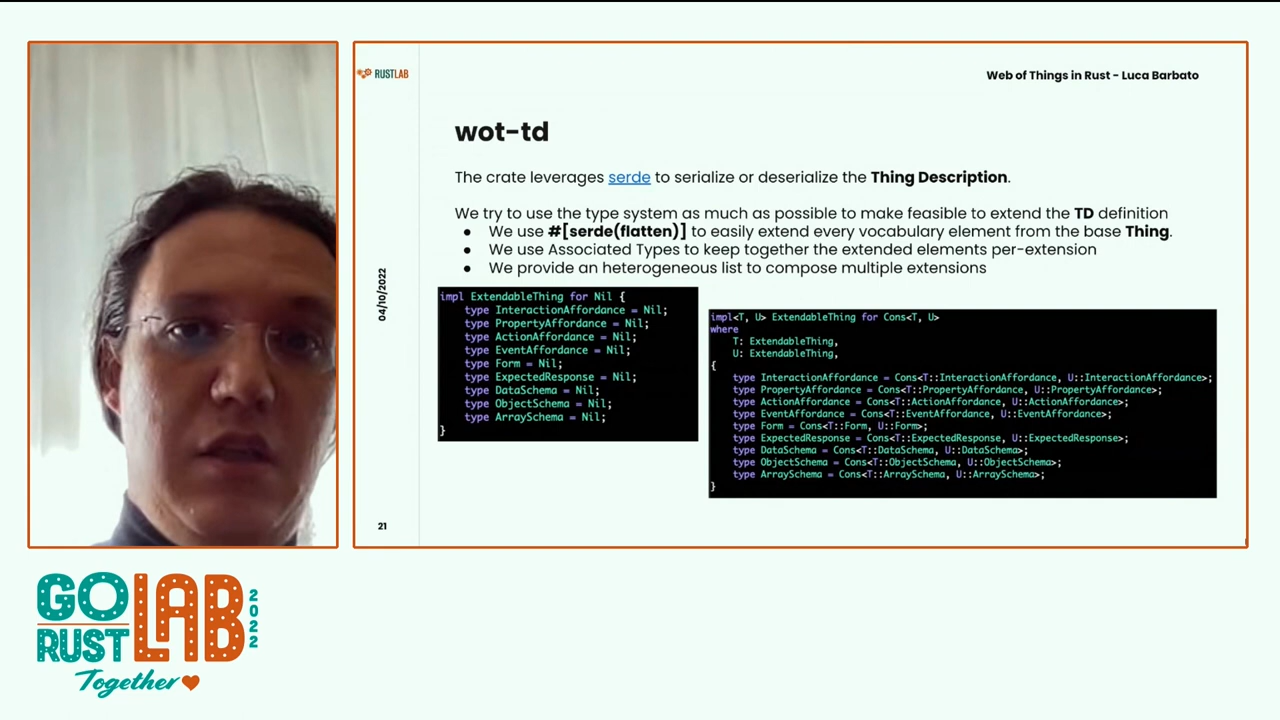 RUSTLAB
Web of Things in Rust - Luca Barbato
wot-td
The crate leverages serde to serialize or deserialize the Thing Description.
We try to use the type system as much as possible to make feasible to extend the TD definition
● We use #[serde(flatten)] to easily extend every vocabulary element from the base Thing.
● We use Associated Types to keep together the extended elements per-extension
● We provide an heterogeneous list to compose multiple extensions
04/10/2022
impl ExtendableThing for Nil {
    type InteractionAffordance = Nil;
    type PropertyAffordance = Nil;
    type ActionAffordance = Nil;
    type EventAffordance = Nil;
    type Form = Nil;
    type ExpectedResponse = Nil;
    type DataSchema = Nil;
    type ObjectSchema = Nil;
    type ArraySchema = Nil;
}
impl<T, U> ExtendableThing for Cons<T, U>
where
    T: ExtendableThing,
    U: ExtendableThing,
{
    type InteractionAffordance = Cons<T::InteractionAffordance, U::InteractionAffordance>;
    type PropertyAffordance = Cons<T::PropertyAffordance, U::PropertyAffordance>;
    type ActionAffordance = Cons<T::ActionAffordance, U::ActionAffordance>;
    type EventAffordance = Cons<T::EventAffordance, U::EventAffordance>;
    type Form = Cons<T::Form, U::Form>;
    type ExpectedResponse = Cons<T::ExpectedResponse, U::ExpectedResponse>;
    type DataSchema = Cons<T::DataSchema, U::DataSchema>;
    type ObjectSchema = Cons<T::ObjectSchema, U::ObjectSchema>;
    type ArraySchema = Cons<T::ArraySchema, U::ArraySchema>;
}
21
GO
RUST
LAB
2022
Together